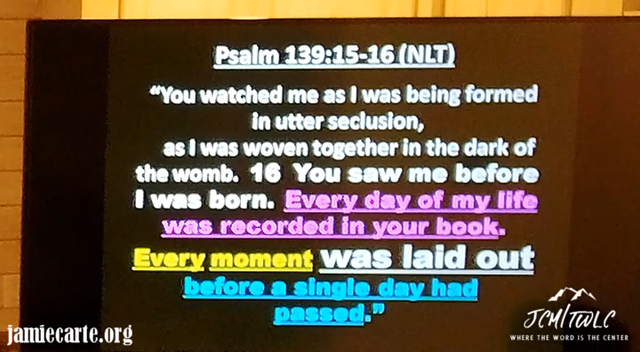 Psalm 139:15-16 (NLT)
“You watched me as I was being formed
in utter seclusion,
as I was woven together in the dark of
the womb. 16 You saw me before
I was born. Every day of my life
was recorded in your book.
Every moment was laid out
before a single day had
passed.”
jamiecarte.org
JCMITWLC
WHERE THE WORD IS THE CENTER